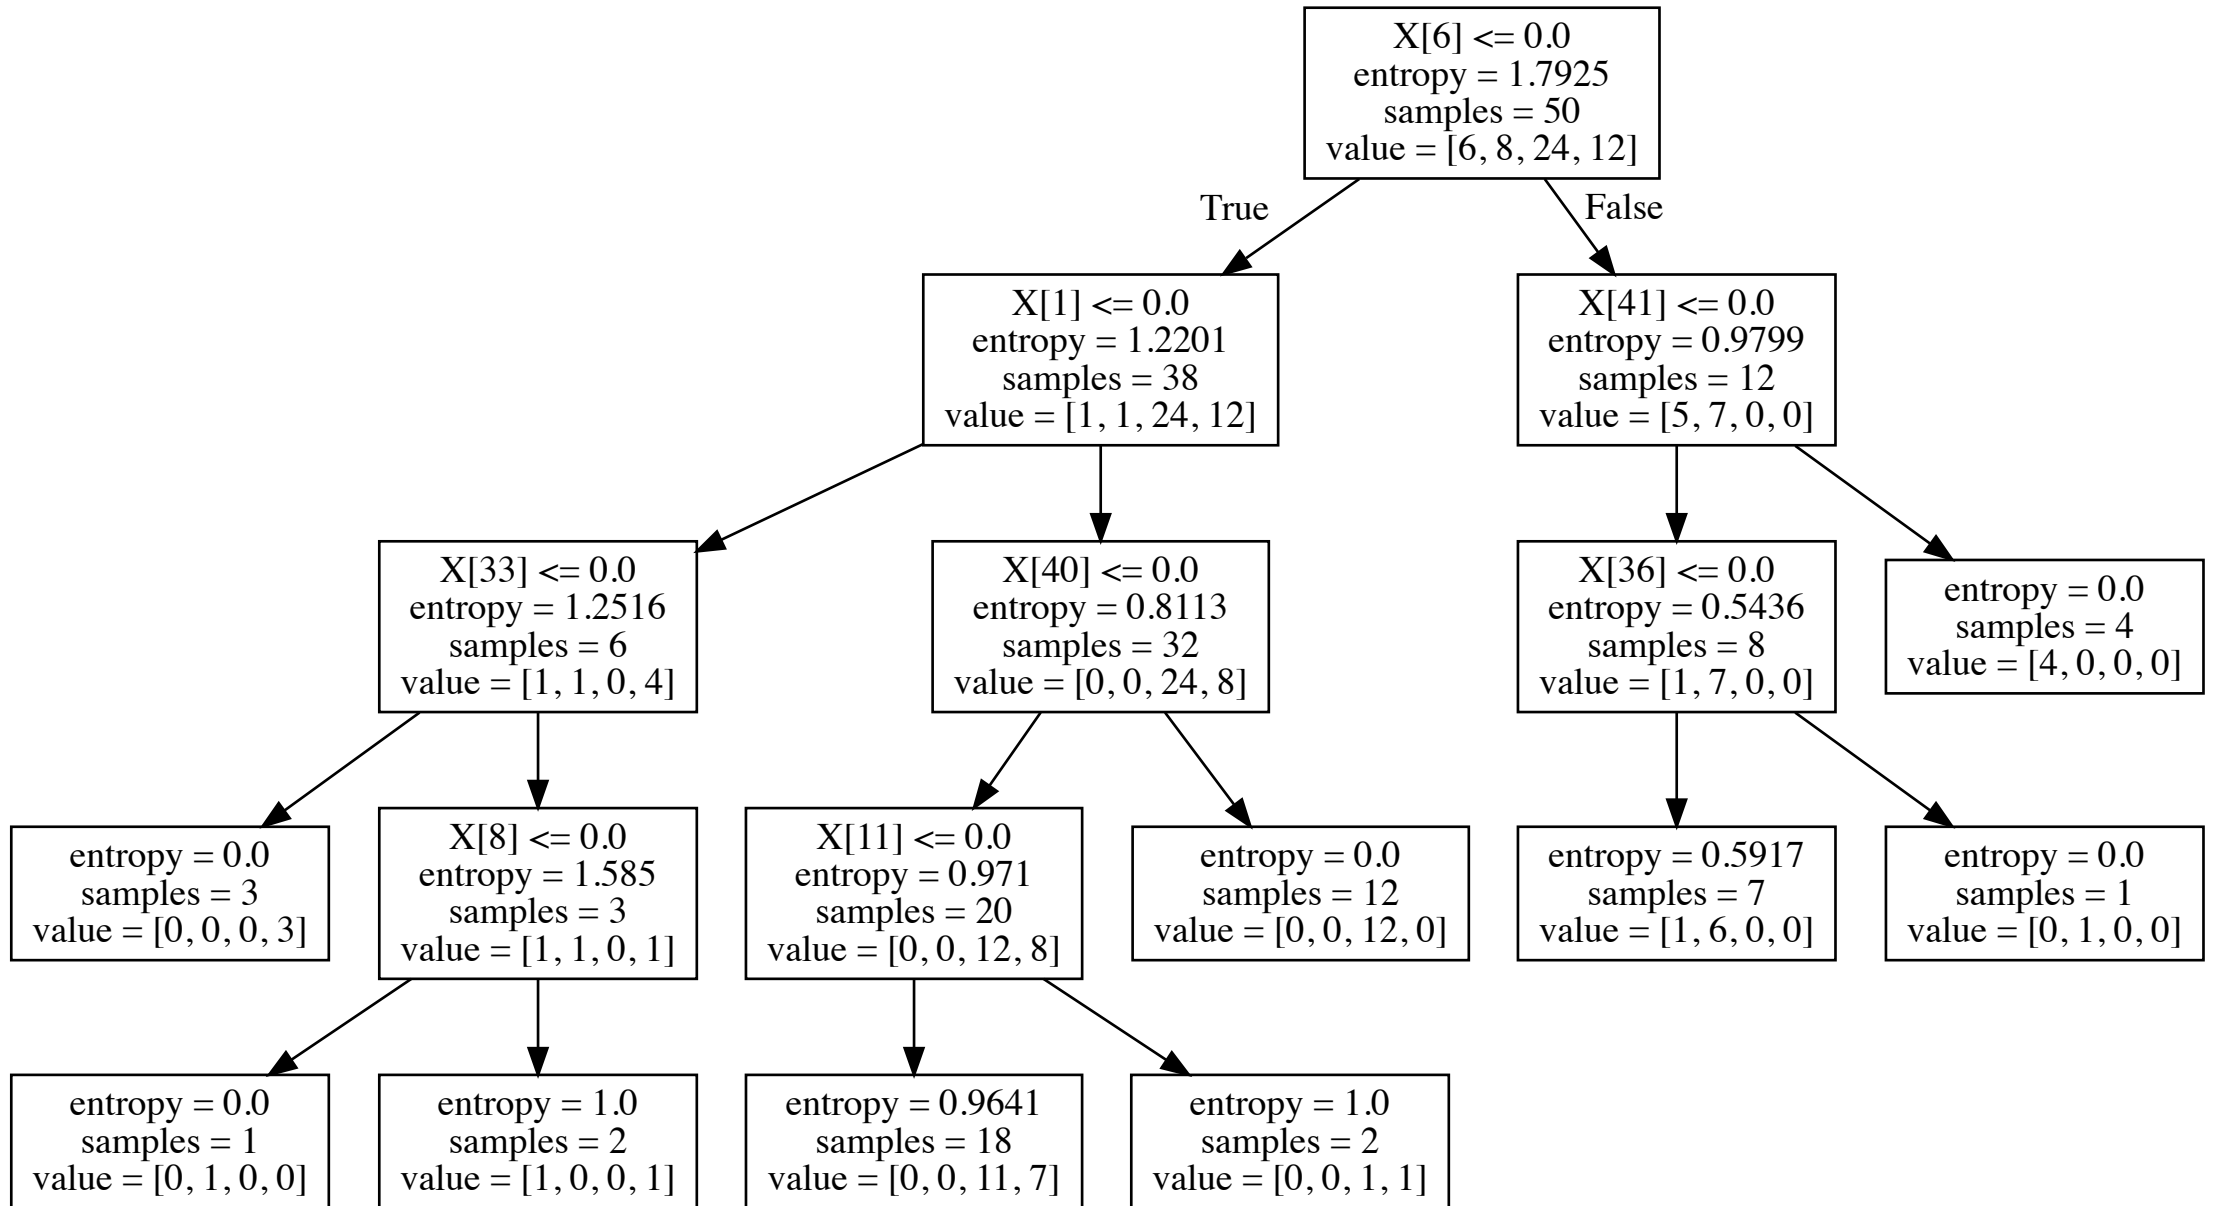 X[6] <= 0.0
entropy = 1.7925
samples = 50
value = [6, 8, 24, 12]
True
False
X[1] <= 0.0
entropy = 1.2201
samples = 38
value = [1, 1, 24, 12]
X[41] <= 0.0
entropy = 0.9799
samples = 12
value = [5, 7, 0, 0]
X[33] <= 0.0
entropy = 1.2516
samples = 6
value = [1, 1, 0, 4]
X[40] <= 0.0
entropy = 0.8113
samples = 32
value = [0, 0, 24, 8]
X[36] <= 0.0
entropy = 0.5436
samples = 8
value = [1, 7, 0, 0]
entropy = 0.0
samples = 4
value = [4, 0, 0, 0]
entropy = 0.0
samples = 3
value = [0, 0, 0, 3]
X[8] <= 0.0
entropy = 1.585
samples = 3
value = [1, 1, 0, 1]
X[11] <= 0.0
entropy = 0.971
samples = 20
value = [0, 0, 12, 8]
entropy = 0.0
samples = 12
value = [0, 0, 12, 0]
entropy = 0.5917
samples = 7
value = [1, 6, 0, 0]
entropy = 0.0
samples = 1
value = [0, 1, 0, 0]
entropy = 0.0
samples = 1
value = [0, 1, 0, 0]
entropy = 1.0
samples = 2
value = [1, 0, 0, 1]
entropy = 0.9641
samples = 18
value = [0, 0, 11, 7]
entropy = 1.0
samples = 2
value = [0, 0, 1, 1]